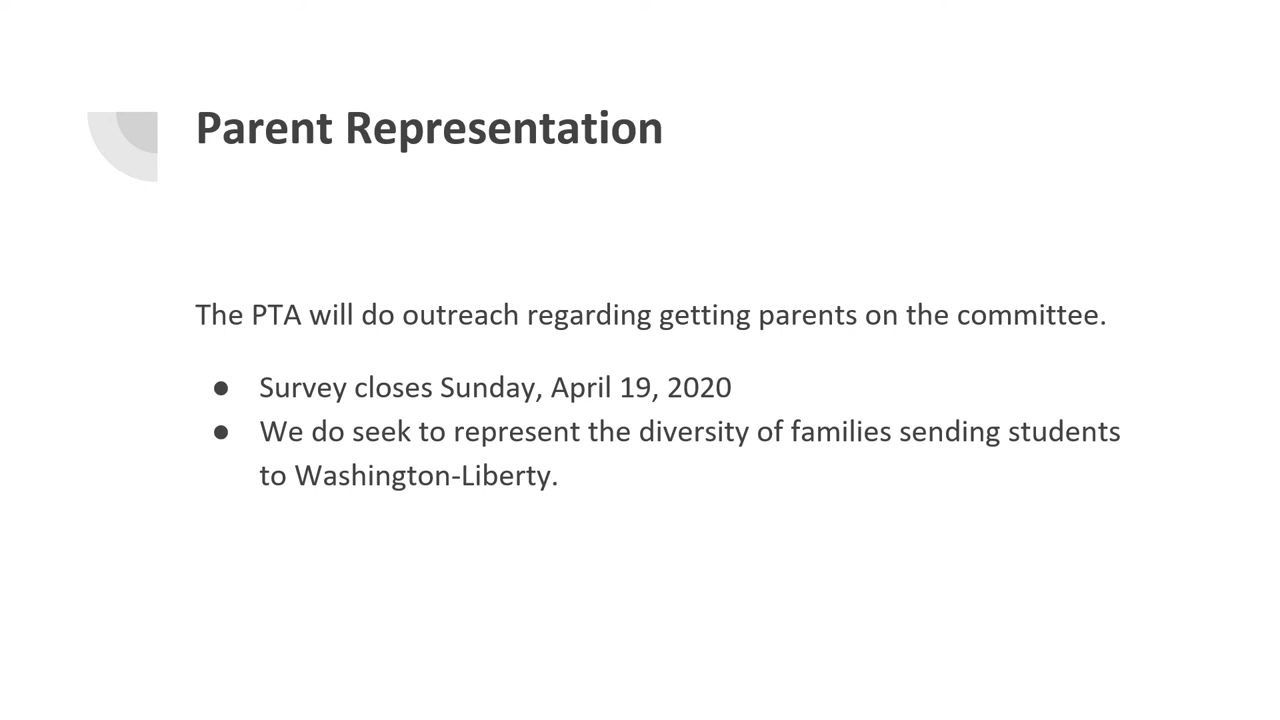 Parent Representation
The PTA will do outreach regarding getting parents on the committee.
● Survey closes Sunday, April 19, 2020
● We do seek to represent the diversity of families sending students
to Washington-Liberty.